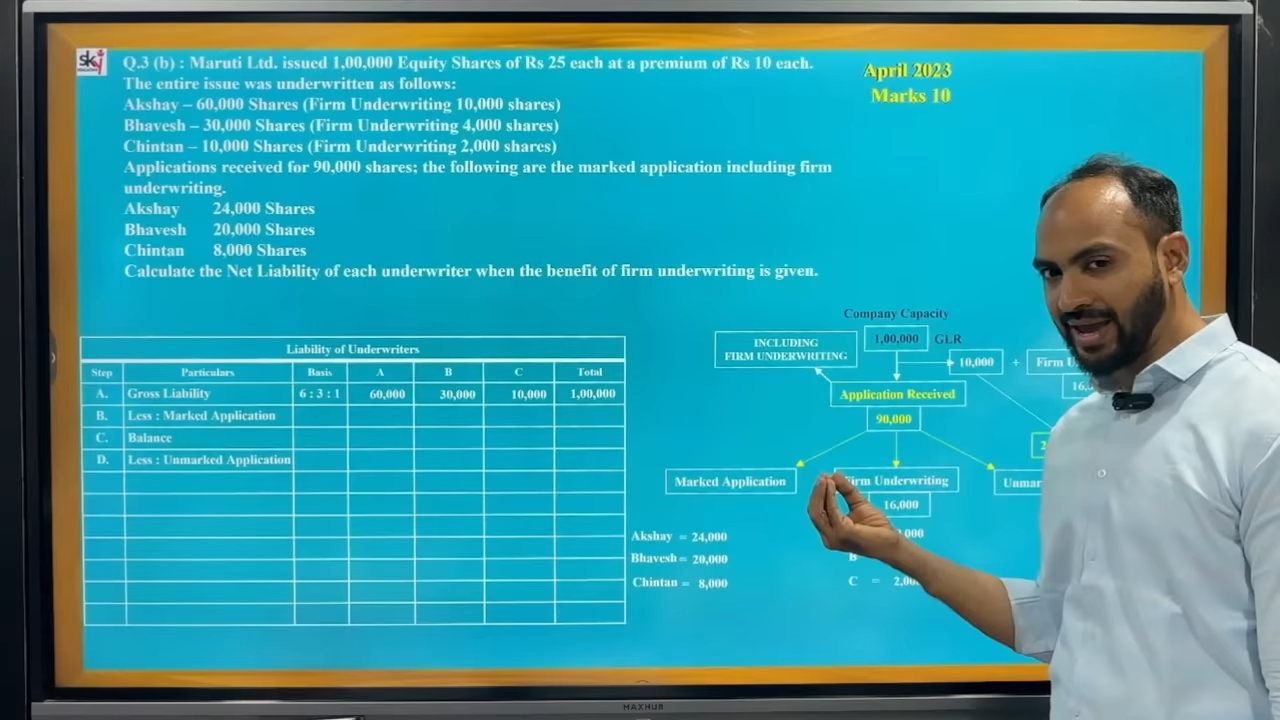 sky
Q.3 (b) : Maruti Ltd. issued 1,00,000 Equity Shares of Rs 25 each at a premium of Rs 10 each.
The entire issue was underwritten as follows:
Akshay – 60,000 Shares (Firm Underwriting 10,000 shares)
Bhavesh – 30,000 Shares (Firm Underwriting 4,000 shares)
Chintan – 10,000 Shares (Firm Underwriting 2,000 shares)
Applications received for 90,000 shares; the following are the marked application including firm
underwriting.
Akshay 24,000 Shares
Bhavesh 20,000 Shares
Chintan 8,000 Shares
Calculate the Net Liability of each underwriter when the benefit of firm underwriting is given.
April 2023
Marks 10
Liability of Underwriters
Step Particulars Basis A B C Total
A. Gross Liability 6 : 3 : 1 60,000 30,000 10,000 1,00,000
B. Less : Marked Application
C. Balance
D. Less : Unmarked Application
Company Capacity
1,00,000 GLR
INCLUDING
FIRM UNDERWRITING
10,000 + Firm
Application Received
90,000
Marked Application
Firm Underwriting
16,000
Akshay = 24,000
Bhavesh = 20,000
Chintan = 8,000
B
C =
MAXHUB